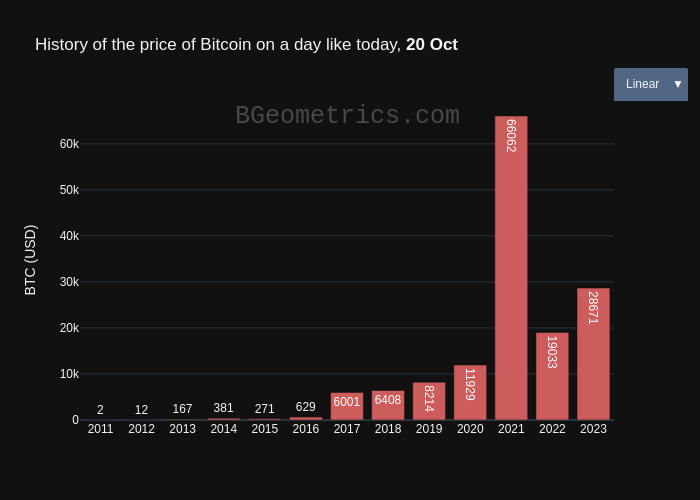 History of the price of Bitcoin on a day like today, 20 Oct
Linear ▼
BGeometrics.com
BTC (USD)
60k
50k
40k
30k
20k
10k
0
2
12
167
381
271
629
6001
6408
8214
11929
66062
19033
28671
2011 2012 2013 2014 2015 2016 2017 2018 2019 2020 2021 2022 2023